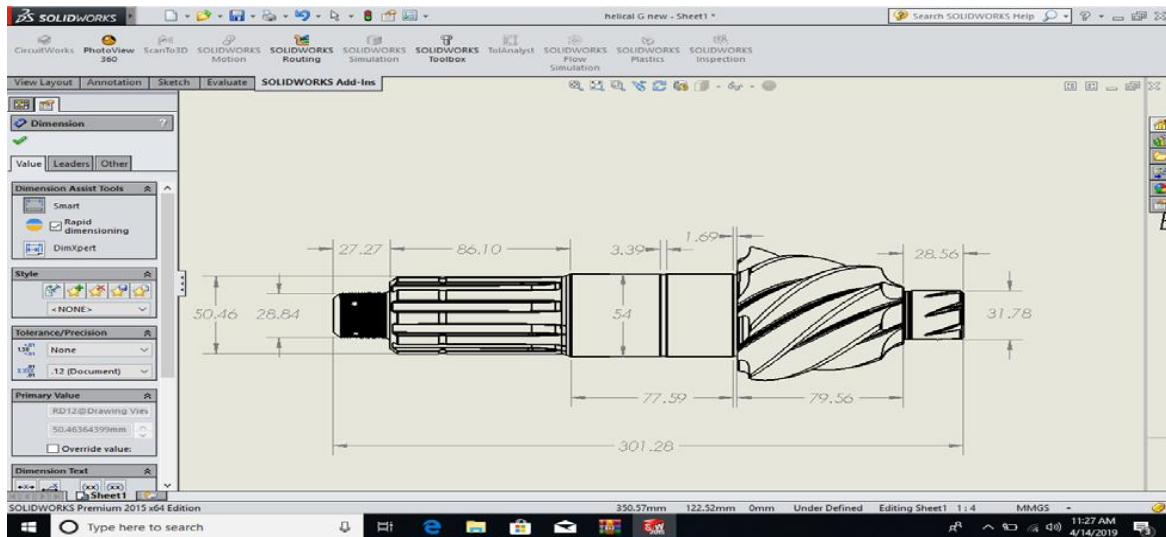 SOLIDWORKS
helical G new - Sheet1 *
Search SOLIDWORKS Help
CircuitWorks
PhotoView 360
ScanTo3D
SOLIDWORKS Motion
SOLIDWORKS Routing
SOLIDWORKS Simulation
SOLIDWORKS Toolbox
TolAnalyst
SOLIDWORKS Flow Simulation
SOLIDWORKS Plastics
SOLIDWORKS Inspection
View Layout
Annotation
Sketch
Evaluate
SOLIDWORKS Add-Ins
Dimension
?
Value
Leaders
Other
Dimension Assist Tools
Smart
Rapid dimensioning
DimXpert
Style
<NONE>
Tolerance/Precision
None
.12 (Document)
Primary Value
RD12@Drawing View
50.46364399mm
Override value:
Dimension Text
(xx) (xx)
1.69
27.27
86.10
3.39
28.56
50.46
28.84
54
31.78
77.59
79.56
301.28
Sheet1
SOLIDWORKS Premium 2015 x64 Edition
350.57mm
122.52mm
0mm
Under Defined
Editing Sheet1
1 : 4
MMGS
Type here to search
11:27 AM
4/14/2019